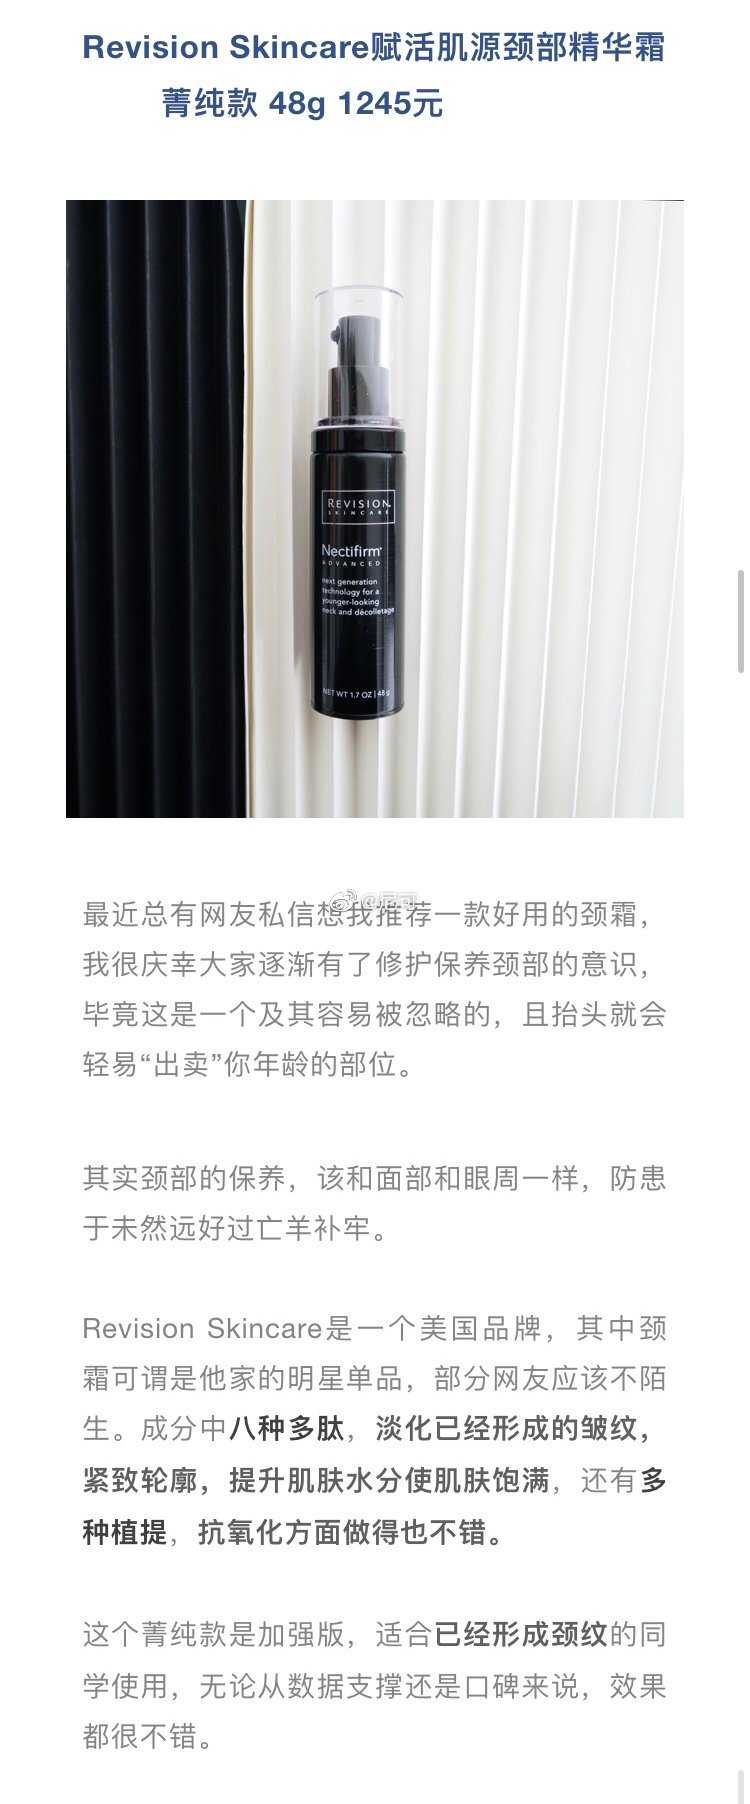 Revision Skincare赋活肌源颈部精华霜
菁纯款 48g 1245元
REVISION
SKINCARE
Nectifirm
ADVANCED
next generation
technology for a
younger-looking
neck and décolletage
NET WT 1.7 OZ | 48 g
最近总有网友私信想我推荐一款好用的颈霜，
我很庆幸大家逐渐有了修护保养颈部的意识，
毕竟这是一个及其容易被忽略的，且抬头就会
轻易“出卖”你年龄的部位。
其实颈部的保养，该和面部和眼周一样，防患
于未然远好过亡羊补牢。
Revision Skincare是一个美国品牌，其中颈
霜可谓是他家的明星单品，部分网友应该不陌
生。成分中八种多肽，淡化已经形成的皱纹，
紧致轮廓，提升肌肤水分使肌肤饱满，还有多
种植提，抗氧化方面做得也不错。
这个菁纯款是加强版，适合已经形成颈纹的同
学使用，无论从数据支撑还是口碑来说，效果
都很不错。